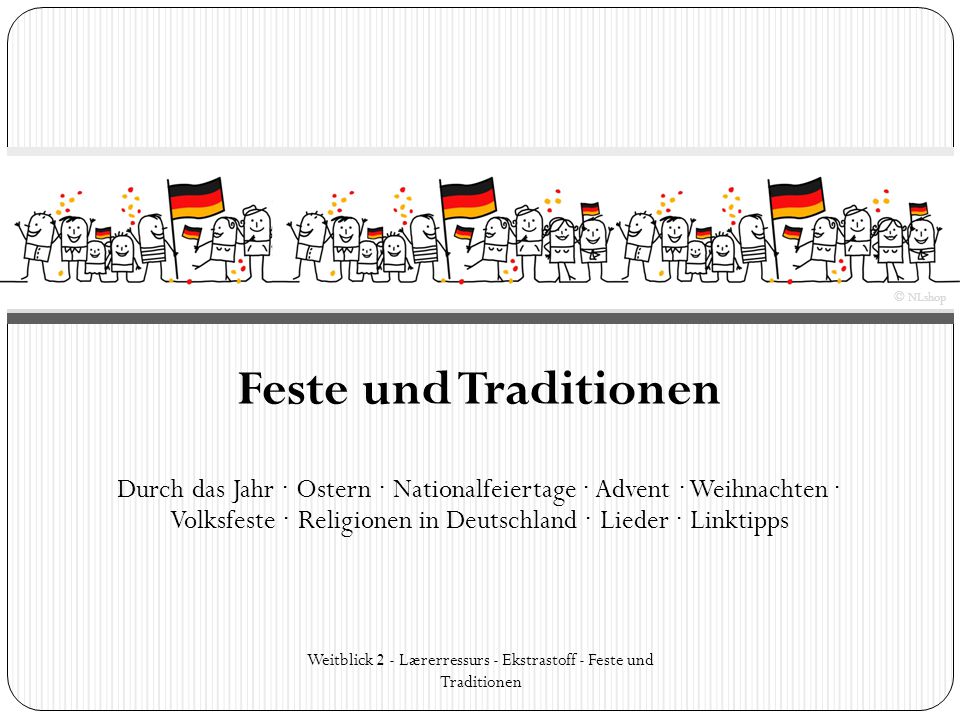 © NLshop
Feste und Traditionen
Durch das Jahr · Ostern · Nationalfeiertage · Advent · Weihnachten ·
Volksfeste · Religionen in Deutschland · Lieder · Linktipps
Weitblick 2 - Lærerressurs - Ekstrastoff - Feste und
Traditionen